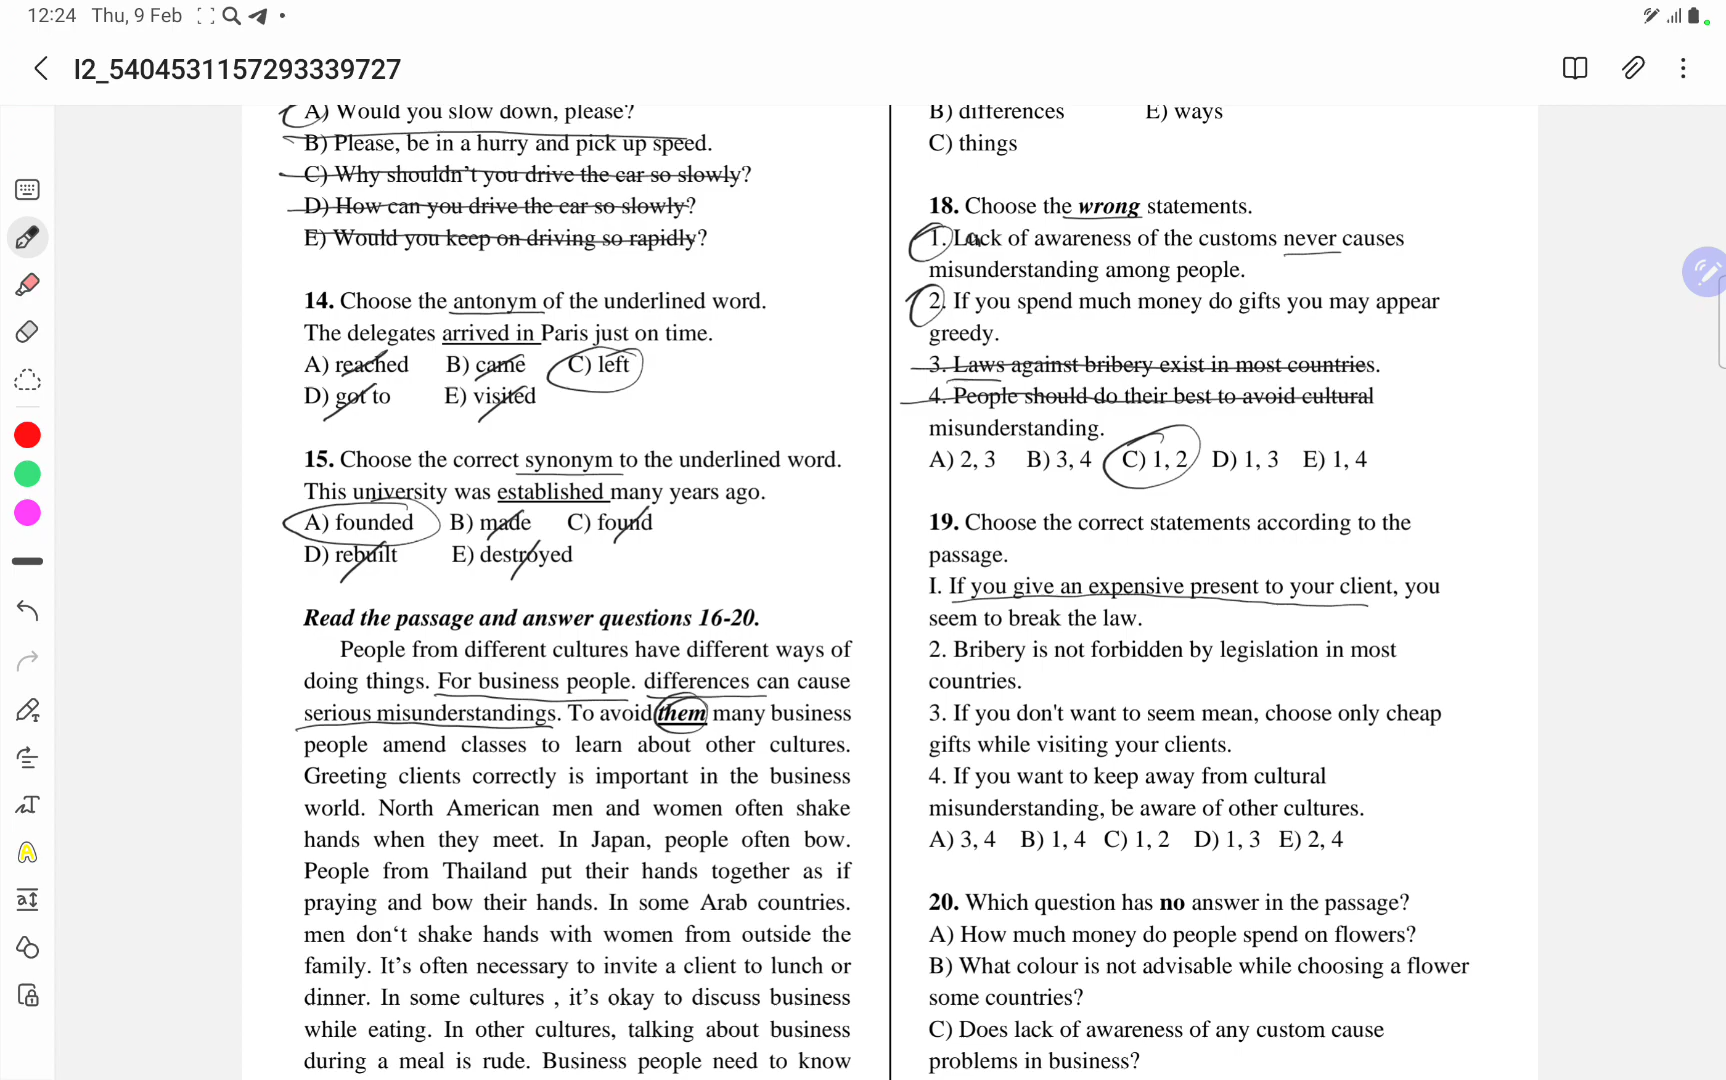 12:24 Thu, 9 Feb
I2_5404531157293339727
A) Would you slow down, please?
B) Please, be in a hurry and pick up speed.
C) Why shouldn’t you drive the car so slowly?
D) How can you drive the car so slowly?
E) Would you keep on driving so rapidly?
14. Choose the antonym of the underlined word.
The delegates arrived in Paris just on time.
A) reached B) came C) left
D) got to E) visited
15. Choose the correct synonym to the underlined word.
This university was established many years ago.
A) founded B) made C) found
D) rebuilt E) destroyed
Read the passage and answer questions 16-20.
People from different cultures have different ways of
doing things. For business people. differences can cause
serious misunderstandings. To avoid them many business
people amend classes to learn about other cultures.
Greeting clients correctly is important in the business
world. North American men and women often shake
hands when they meet. In Japan, people often bow.
People from Thailand put their hands together as if
praying and bow their hands. In some Arab countries.
men don‘t shake hands with women from outside the
family. It’s often necessary to invite a client to lunch or
dinner. In some cultures , it’s okay to discuss business
while eating. In other cultures, talking about business
during a meal is rude. Business people need to know
B) differences E) ways
C) things
18. Choose the wrong statements.
1. Lack of awareness of the customs never causes
misunderstanding among people.
2. If you spend much money do gifts you may appear
greedy.
3. Laws against bribery exist in most countries.
4. People should do their best to avoid cultural
misunderstanding.
A) 2, 3 B) 3, 4 C) 1, 2 D) 1, 3 E) 1, 4
19. Choose the correct statements according to the
passage.
I. If you give an expensive present to your client, you
seem to break the law.
2. Bribery is not forbidden by legislation in most
countries.
3. If you don't want to seem mean, choose only cheap
gifts while visiting your clients.
4. If you want to keep away from cultural
misunderstanding, be aware of other cultures.
A) 3, 4 B) 1, 4 C) 1, 2 D) 1, 3 E) 2, 4
20. Which question has no answer in the passage?
A) How much money do people spend on flowers?
B) What colour is not advisable while choosing a flower
some countries?
C) Does lack of awareness of any custom cause
problems in business?